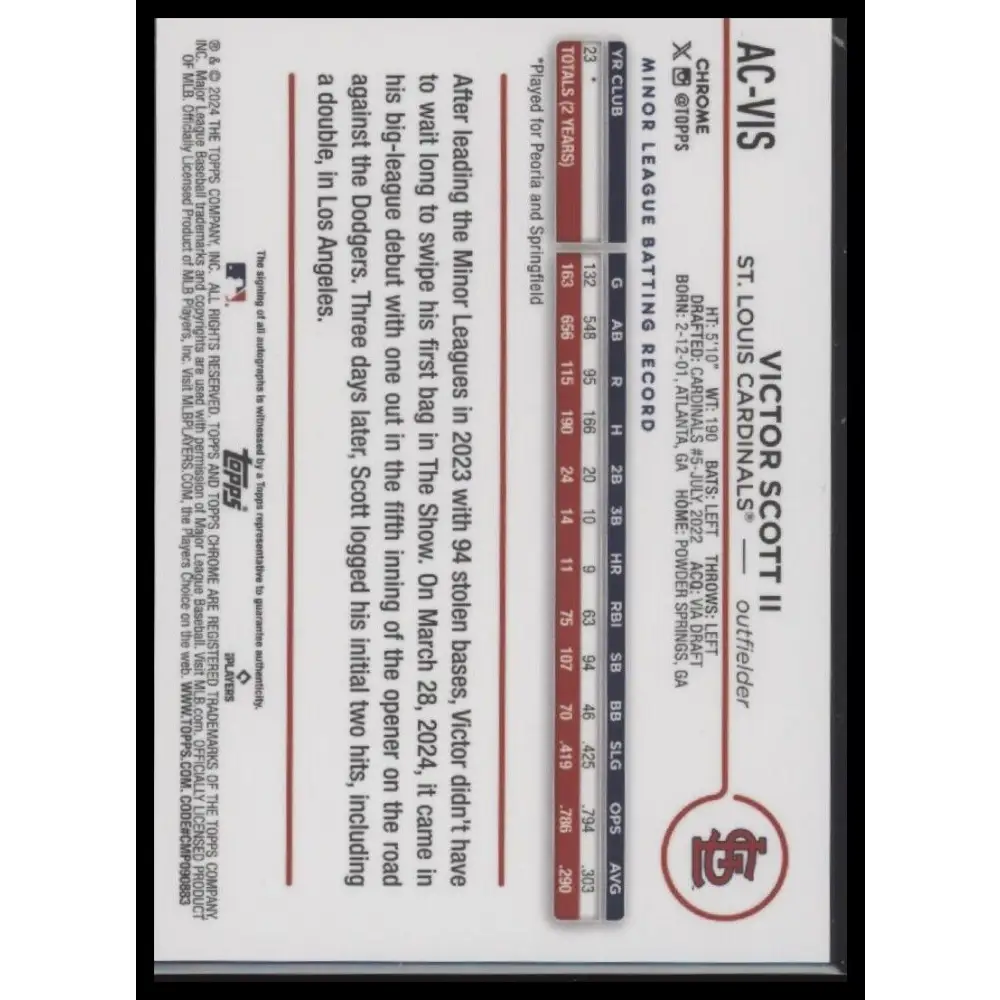 AC-VIS
VICTOR SCOTT II
ST. LOUIS CARDINALS® — outfielder
CHROME
X @TOPPS
HT: 5'10" WT: 190 BATS: LEFT THROWS: LEFT
DRAFTED: CARDINALS #5-JULY, 2022 ACQ: VIA DRAFT
BORN: 2-12-01, ATLANTA, GA HOME: POWDER SPRINGS, GA
MINOR LEAGUE BATTING RECORD
YR CLUB G AB R H 2B 3B HR RBI SB BB SLG OPS AVG
23 * 132 548 95 166 20 10 9 63 94 46 .425 .794 .303
TOTALS (2 YEARS) 163 656 115 190 24 14 11 75 107 70 .419 .786 .290
*Played for Peoria and Springfield
After leading the Minor Leagues in 2023 with 94 stolen bases, Victor didn't have
to wait long to swipe his first bag in The Show. On March 28, 2024, it came in
his big-league debut with one out in the fifth inning of the opener on the road
against the Dodgers. Three days later, Scott logged his initial two hits, including
a double, in Los Angeles.
The signing of all autographs is witnessed by a Topps representative to guarantee authenticity.
topps®
PLAYERS
® & © 2024 THE TOPPS COMPANY, INC. ALL RIGHTS RESERVED. TOPPS AND TOPPS CHROME ARE REGISTERED TRADEMARKS OF THE TOPPS COMPANY,
INC. Major League Baseball trademarks and copyrights are used with permission of Major League Baseball. Visit MLB.com. OFFICIALLY LICENSED PRODUCT
OF MLB. Officially Licensed Product of MLB Players, Inc. Visit MLBPLAYERS.COM, the Players Choice on the web. WWW.TOPPS.COM. CODE#CMP090883